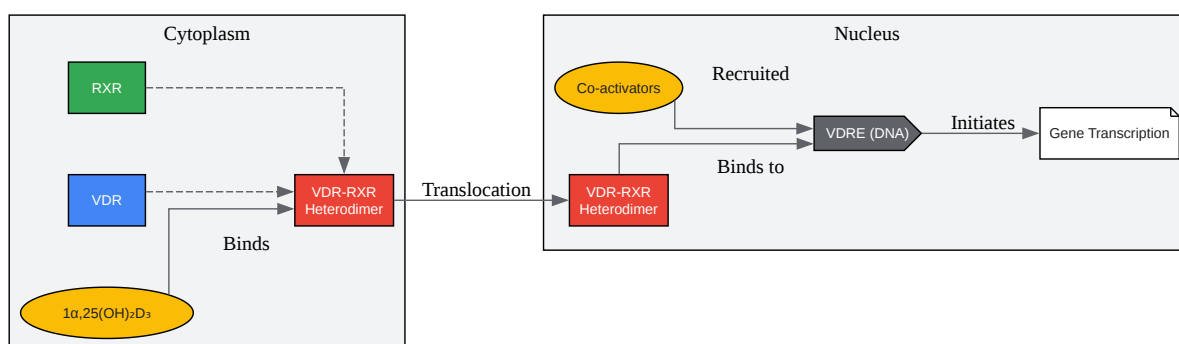 Cytoplasm
RXR
VDR
VDR-RXR
Heterodimer
Binds
1α,25(OH)₂D₃
Translocation
Nucleus
Co-activators
Recruited
VDR-RXR
Heterodimer
Binds to
VDRE (DNA)
Initiates
Gene Transcription